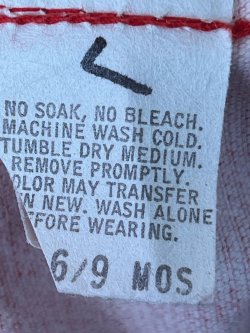 L
NO SOAK, NO BLEACH.
MACHINE WASH COLD.
TUMBLE DRY MEDIUM.
REMOVE PROMPTLY.
OLOR MAY TRANSFER
N NEW. WASH ALONE
EFORE WEARING.
6/9 MOS